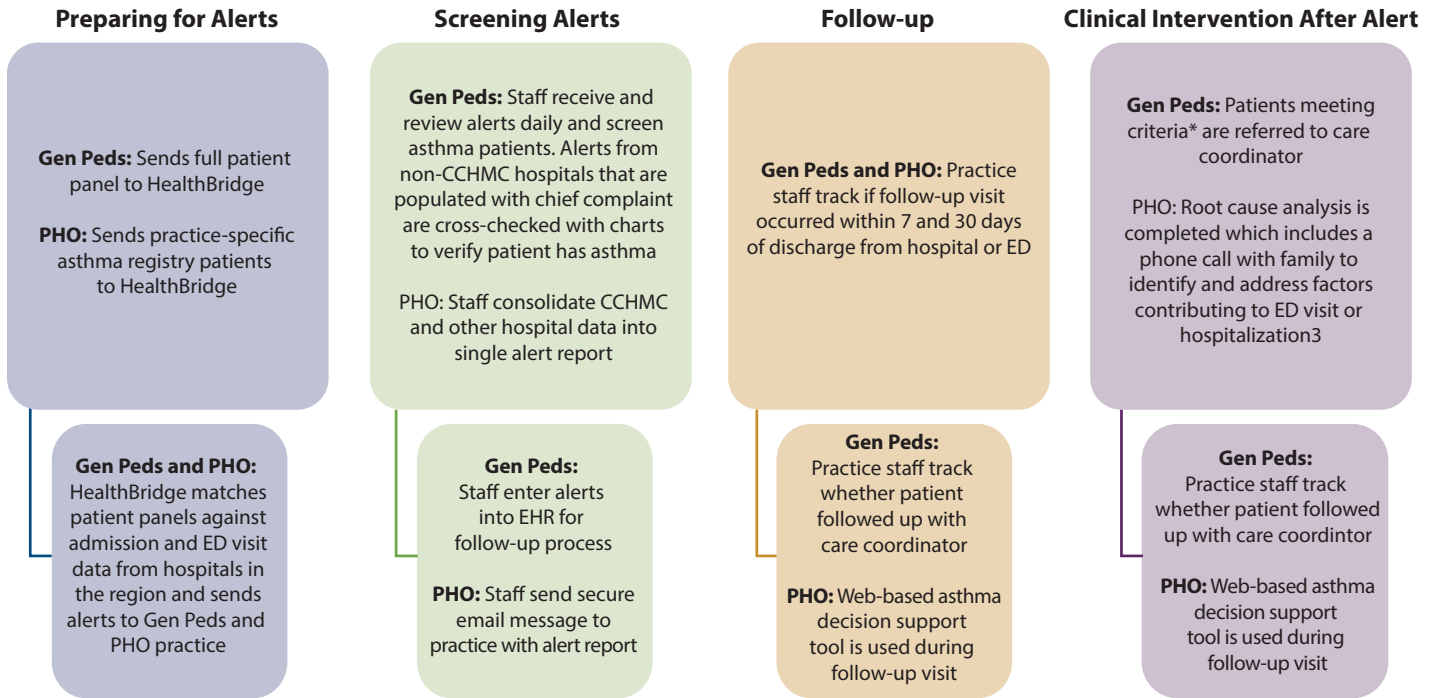 Preparing for Alerts
Gen Peds: Sends full patient
panel to HealthBridge
PHO: Sends practice-specific
asthma registry patients
to HealthBridge
Gen Peds and PHO:
HealthBridge matches
patient panels against
admission and ED visit
data from hospitals in
the region and sends
alerts to Gen Peds and
PHO practice
Screening Alerts
Gen Peds: Staff receive and
review alerts daily and screen
asthma patients. Alerts from
non-CCHMC hospitals that are
populated with chief complaint
are cross-checked with charts
to verify patient has asthma
PHO: Staff consolidate CCHMC
and other hospital data into
single alert report
Gen Peds:
Staff enter alerts
into EHR for
follow-up process
PHO: Staff send secure
email message to
practice with alert report
Follow-up
Gen Peds and PHO: Practice
staff track if follow-up visit
occurred within 7 and 30 days
of discharge from hospital or ED
Gen Peds:
Practice staff track
whether patient
followed up with
care coordinator
PHO: Web-based asthma
decision support
tool is used during
follow-up visit
Clinical Intervention After Alert
Gen Peds: Patients meeting
criteria* are referred to care
coordinator
PHO: Root cause analysis is
completed which includes a
phone call with family to
identify and address factors
contributing to ED visit or
hospitalization3
Gen Peds:
Practice staff track
whether patient followed
up with care coordintor
PHO: Web-based asthma
decision support
tool is used during
follow-up visit